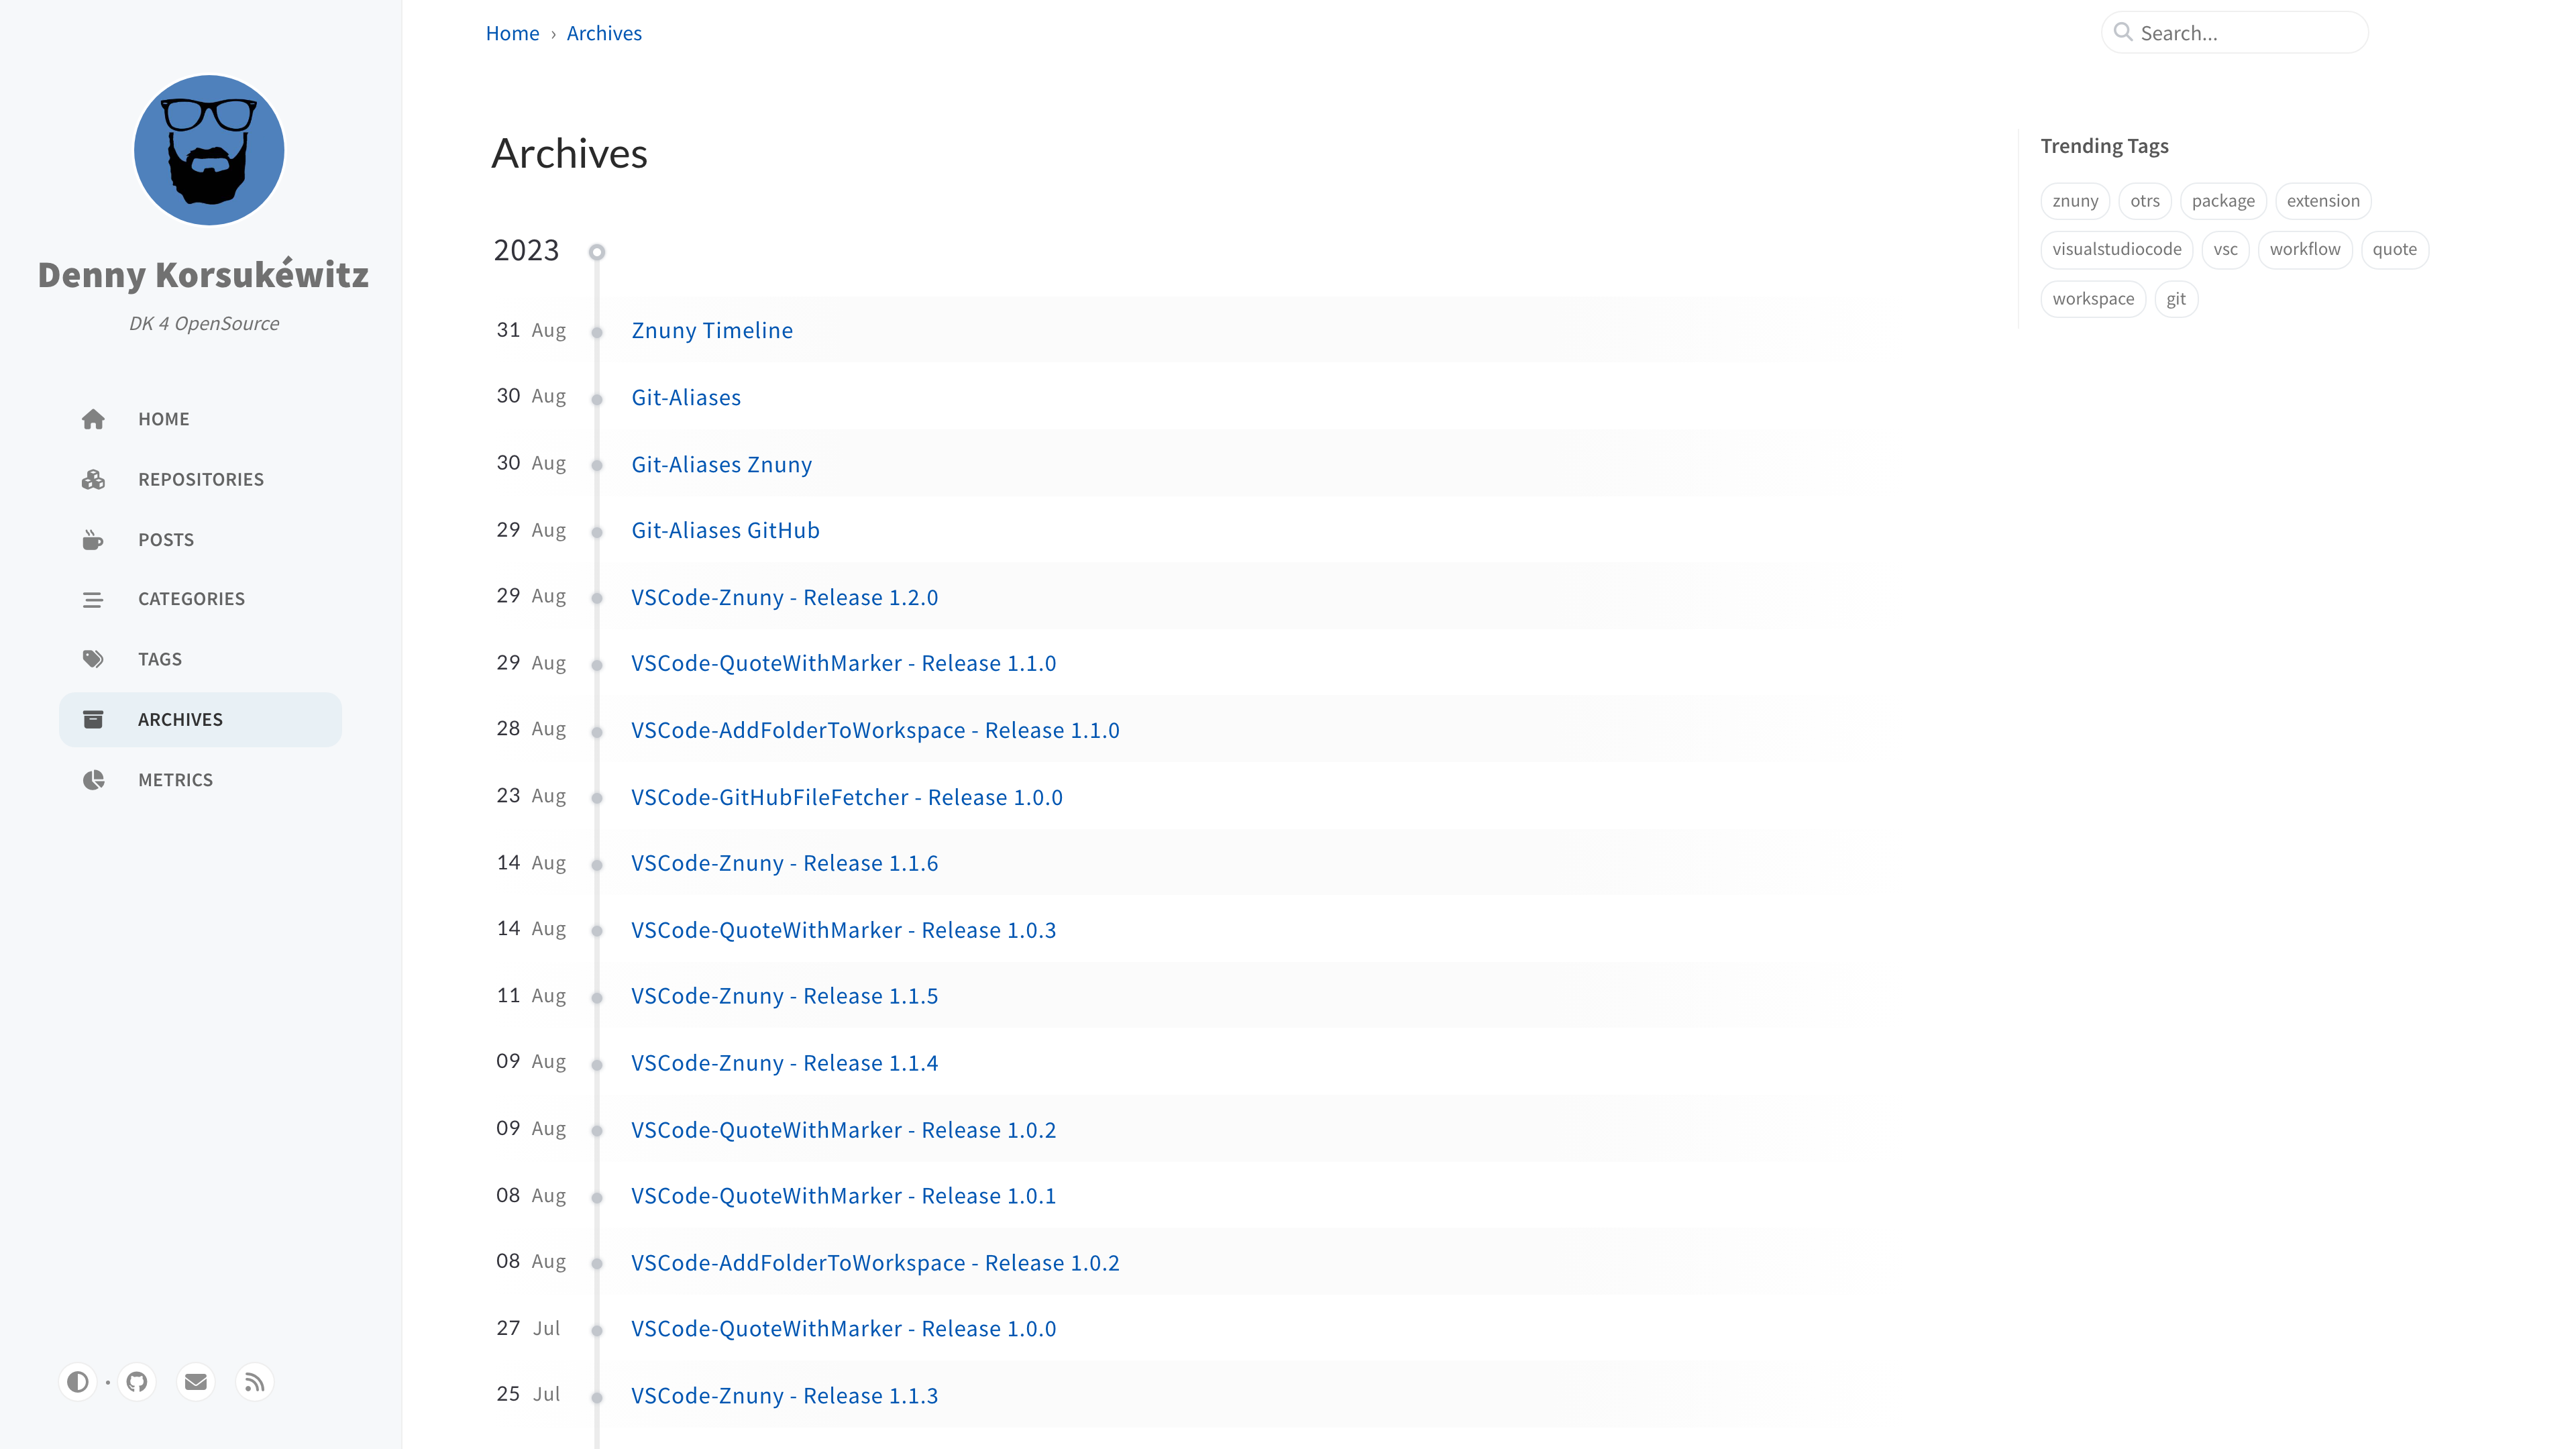 Denny Korsukéwitz
DK 4 OpenSource
HOME
REPOSITORIES
POSTS
CATEGORIES
TAGS
ARCHIVES
METRICS
Home › Archives
Search...
Archives
2023
31 Aug Znuny Timeline
30 Aug Git-Aliases
30 Aug Git-Aliases Znuny
29 Aug Git-Aliases GitHub
29 Aug VSCode-Znuny - Release 1.2.0
29 Aug VSCode-QuoteWithMarker - Release 1.1.0
28 Aug VSCode-AddFolderToWorkspace - Release 1.1.0
23 Aug VSCode-GitHubFileFetcher - Release 1.0.0
14 Aug VSCode-Znuny - Release 1.1.6
14 Aug VSCode-QuoteWithMarker - Release 1.0.3
11 Aug VSCode-Znuny - Release 1.1.5
09 Aug VSCode-Znuny - Release 1.1.4
09 Aug VSCode-QuoteWithMarker - Release 1.0.2
08 Aug VSCode-QuoteWithMarker - Release 1.0.1
08 Aug VSCode-AddFolderToWorkspace - Release 1.0.2
27 Jul VSCode-QuoteWithMarker - Release 1.0.0
25 Jul VSCode-Znuny - Release 1.1.3
Trending Tags
znuny otrs package extension
visualstudiocode vsc workflow quote
workspace git